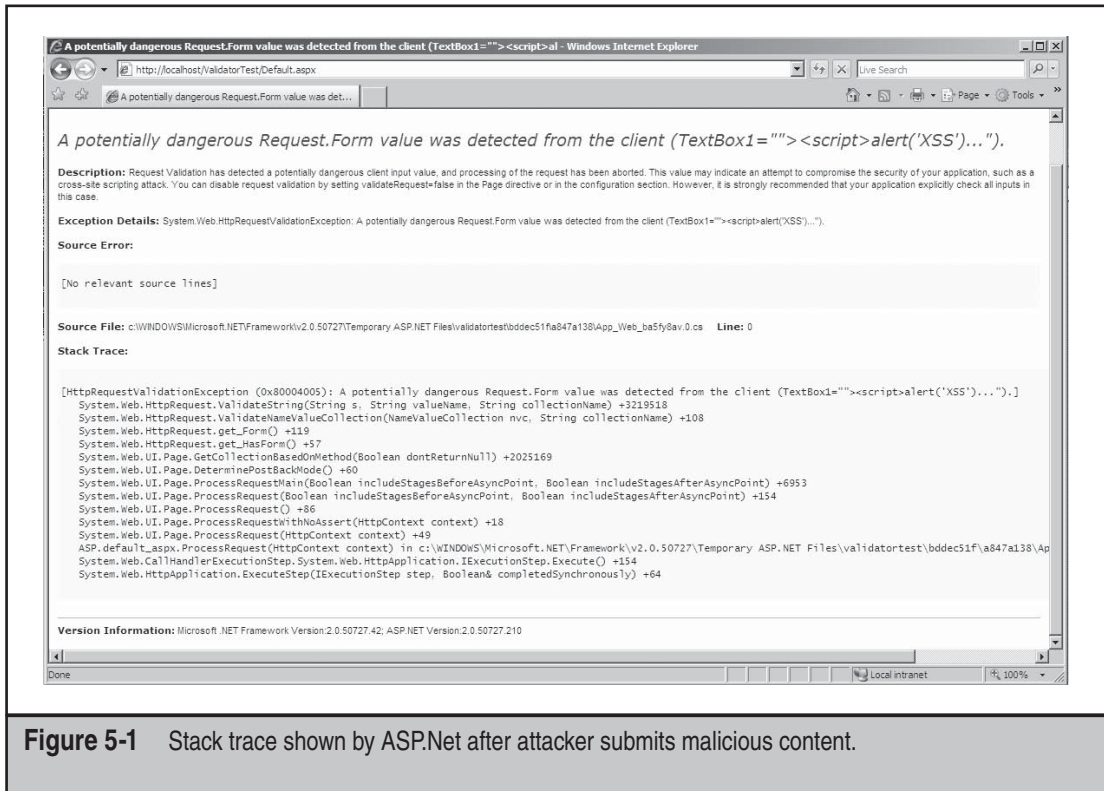 A potentially dangerous Request.Form value was detected from the client (TextBox1=""><script>al - Windows Internet Explorer
http://localhost/ValidatorTest/Default.aspx
Live Search
A potentially dangerous Request.Form value was det...
Page
Tools
A potentially dangerous Request.Form value was detected from the client (TextBox1=""><script>alert('XSS')...").
Description: Request Validation has detected a potentially dangerous client input value, and processing of the request has been aborted. This value may indicate an attempt to compromise the security of your application, such as a
cross-site scripting attack. You can disable request validation by setting validateRequest=false in the Page directive or in the configuration section. However, it is strongly recommended that your application explicitly check all inputs in
this case.
Exception Details: System.Web.HttpRequestValidationException: A potentially dangerous Request.Form value was detected from the client (TextBox1=""><script>alert('XSS')...").
Source Error:
[No relevant source lines]
Source File: c:\WINDOWS\Microsoft.NET\Framework\v2.0.50727\Temporary ASP.NET Files\validatortest\bddec51f\a847a138\App_Web_ba5fy8av.0.cs    Line: 0
Stack Trace:
[HttpRequestValidationException (0x80004005): A potentially dangerous Request.Form value was detected from the client (TextBox1=""><script>alert('XSS')...").]
System.Web.HttpRequest.ValidateString(String s, String valueName, String collectionName) +3219518
System.Web.HttpRequest.ValidateNameValueCollection(NameValueCollection nvc, String collectionName) +108
System.Web.HttpRequest.get_Form() +119
System.Web.HttpRequest.get_HasForm() +57
System.Web.UI.Page.GetCollectionBasedOnMethod(Boolean dontReturnNull) +2025169
System.Web.UI.Page.DeterminePostBackMode() +60
System.Web.UI.Page.ProcessRequestMain(Boolean includeStagesBeforeAsyncPoint, Boolean includeStagesAfterAsyncPoint) +6953
System.Web.UI.Page.ProcessRequest(Boolean includeStagesBeforeAsyncPoint, Boolean includeStagesAfterAsyncPoint) +154
System.Web.UI.Page.ProcessRequest() +86
System.Web.UI.Page.ProcessRequestWithNoAssert(HttpContext context) +18
System.Web.UI.Page.ProcessRequest(HttpContext context) +49
ASP.default_aspx.ProcessRequest(HttpContext context) in c:\WINDOWS\Microsoft.NET\Framework\v2.0.50727\Temporary ASP.NET Files\validatortest\bddec51f\a847a138\Ap
System.Web.CallHandlerExecutionStep.System.Web.HttpApplication.IExecutionStep.Execute() +154
System.Web.HttpApplication.ExecuteStep(IExecutionStep step, Boolean& completedSynchronously) +64
Version Information: Microsoft .NET Framework Version:2.0.50727.42; ASP.NET Version:2.0.50727.210
Done
Local intranet
100%
Figure 5-1 Stack trace shown by ASP.Net after attacker submits malicious content.